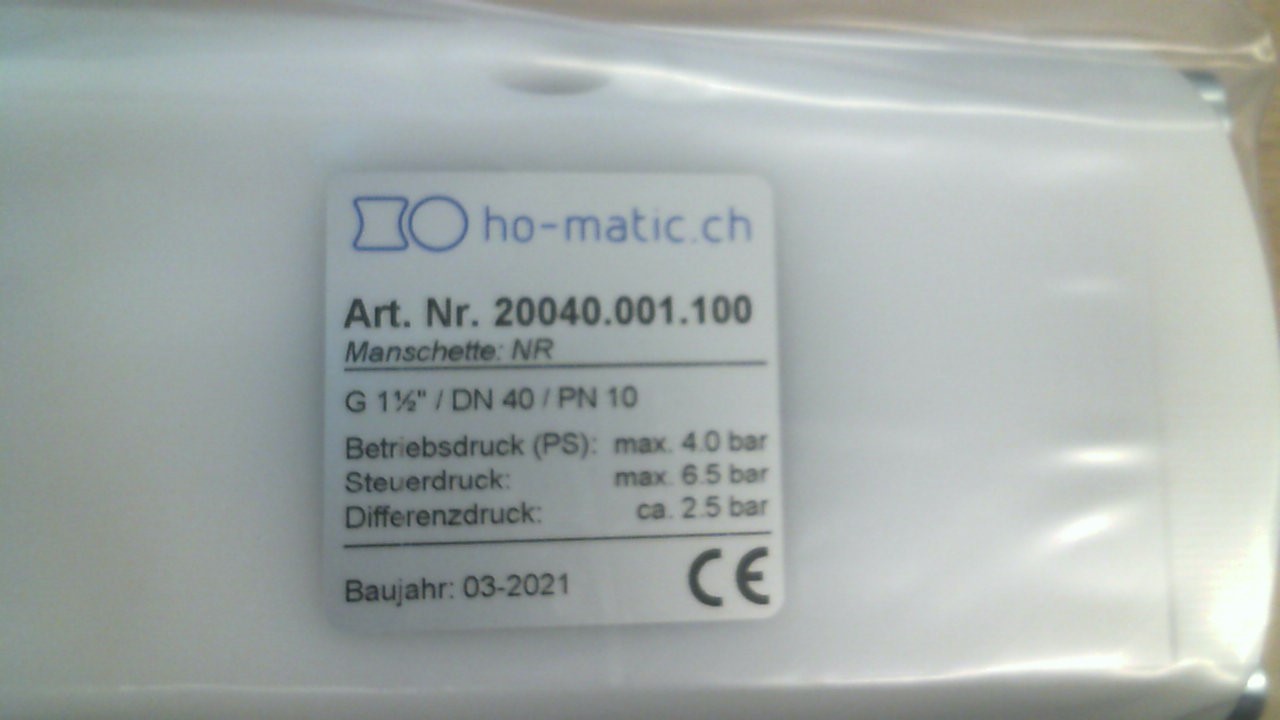 ho-matic.ch
Art. Nr. 20040.001.100
Manschette: NR
G 1½" / DN 40 / PN 10
Betriebsdruck (PS): max. 4.0 bar
Steuerdruck: max. 6.5 bar
Differenzdruck: ca. 2.5 bar
Baujahr: 03-2021 CE